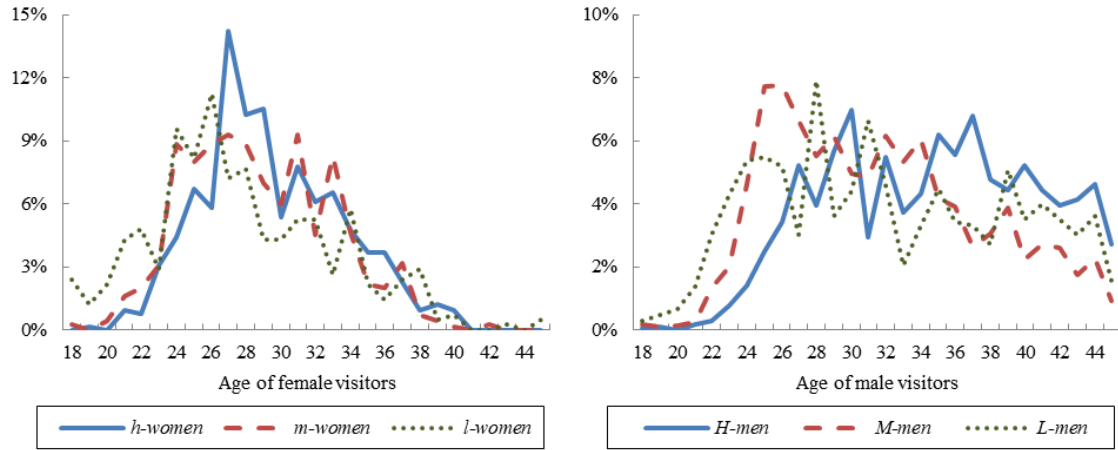 15%
12%
9%
6%
3%
0%
18 20 22 24 26 28 30 32 34 36 38 40 42 44
Age of female visitors
h-women m-women l-women
10%
8%
6%
4%
2%
0%
18 20 22 24 26 28 30 32 34 36 38 40 42 44
Age of male visitors
H-men M-men L-men